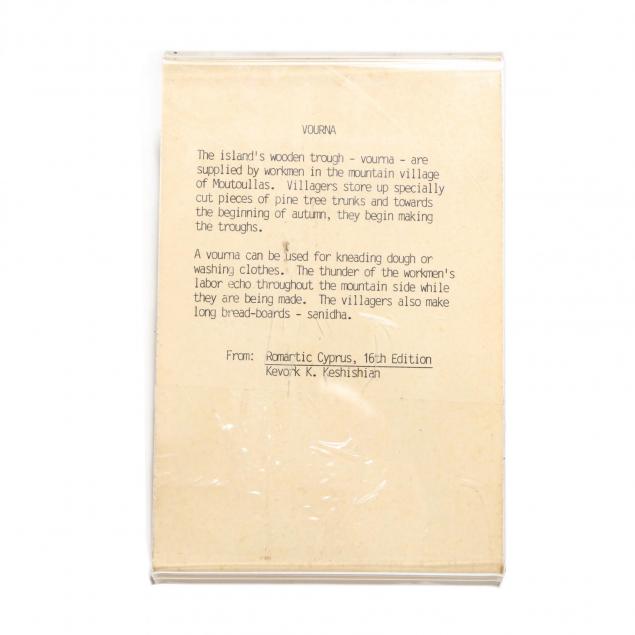 VOURNA
The island's wooden trough - vourna - are
supplied by workmen in the mountain village
of Moutoullas. Villagers store up specially
cut pieces of pine tree trunks and towards
the beginning of autumn, they begin making
the troughs.
A vourna can be used for kneading dough or
washing clothes. The thunder of the workmen's
labor echo throughout the mountain side while
they are being made. The villagers also make
long bread-boards - sanidha.
From: Romantic Cyprus, 16th Edition
Kevork K. Keshishian